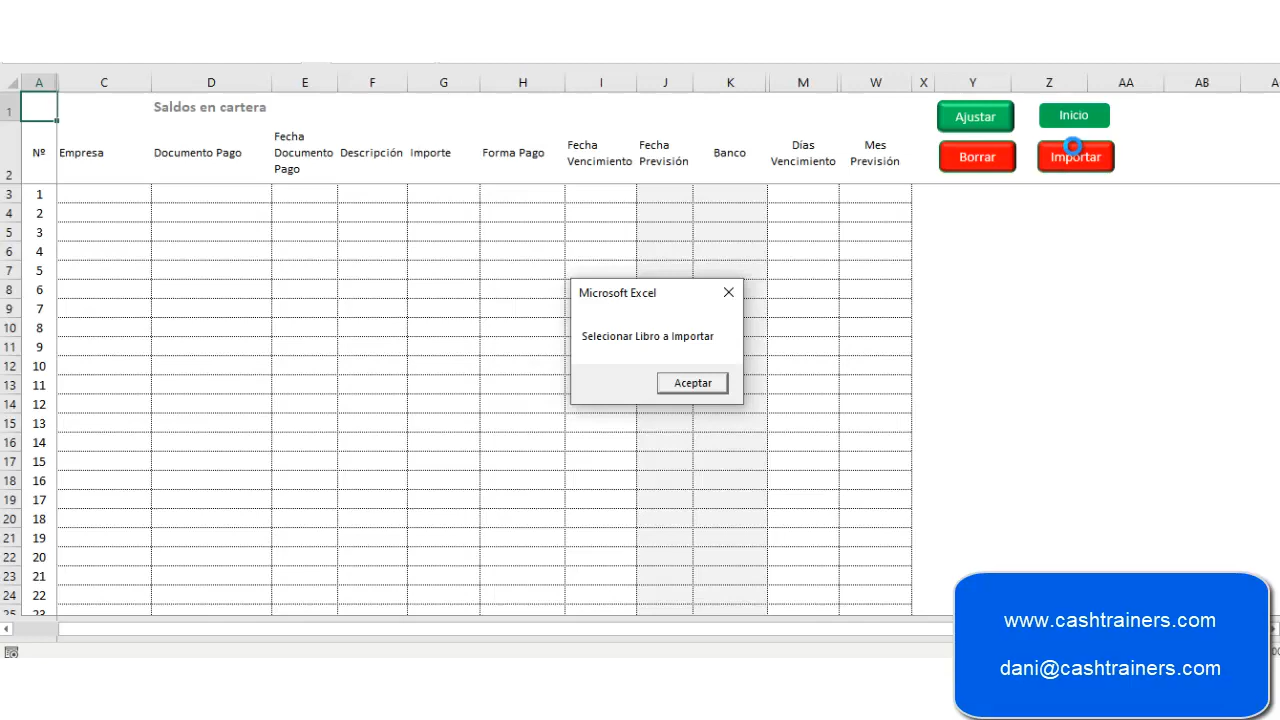 A C D E F G H I J K M W X Y Z AA AB A
1 Saldos en cartera Ajustar Inicio
2 Nº Empresa Documento Pago Fecha Documento Pago Descripción Importe Forma Pago Fecha Vencimiento Fecha Previsión Banco Días Vencimiento Mes Previsión Borrar Importar
3 1
4 2
5 3
6 4
7 5
8 6
9 7
10 8
11 9
12 10
13 11
14 12
15 13
16 14
17 15
18 16
19 17
20 18
21 19
22 20
23 21
24 22
25 23
Microsoft Excel
Selecionar Libro a Importar
Aceptar
www.cashtrainers.com
dani@cashtrainers.com